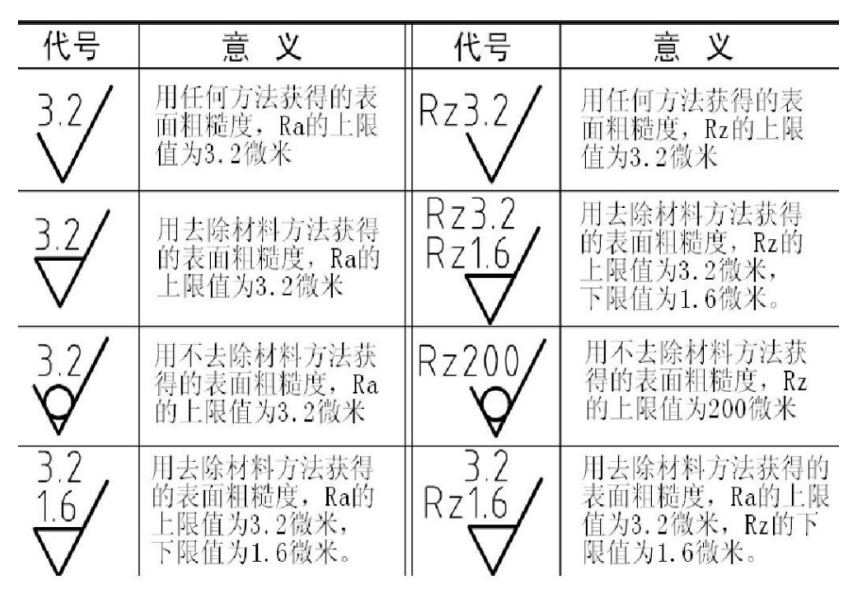 代号 意 义 代号 意 义
3.2
用任何方法获得的表
面粗糙度，Ra的上限
值为3.2微米
Rz3.2
用任何方法获得的表
面粗糙度，Rz的上限
值为3.2微米
3.2
用去除材料方法获得
的表面粗糙度，Ra的
上限值为3.2微米
Rz3.2
Rz1.6
用去除材料方法获得
的表面粗糙度，Rz的
上限值为3.2微米，
下限值为1.6微米。
3.2
用不去除材料方法获
得的表面粗糙度，Ra
的上限值为3.2微米
Rz200
用不去除材料方法获
得的表面粗糙度，Rz
的上限值为200微米
3.2
1.6
用去除材料方法获得
的表面粗糙度，Ra的
上限值为3.2微米，
下限值为1.6微米。
3.2
Rz1.6
用去除材料方法获得的
表面粗糙度，Ra的上限
值为3.2微米，Rz的下
限值为1.6微米。